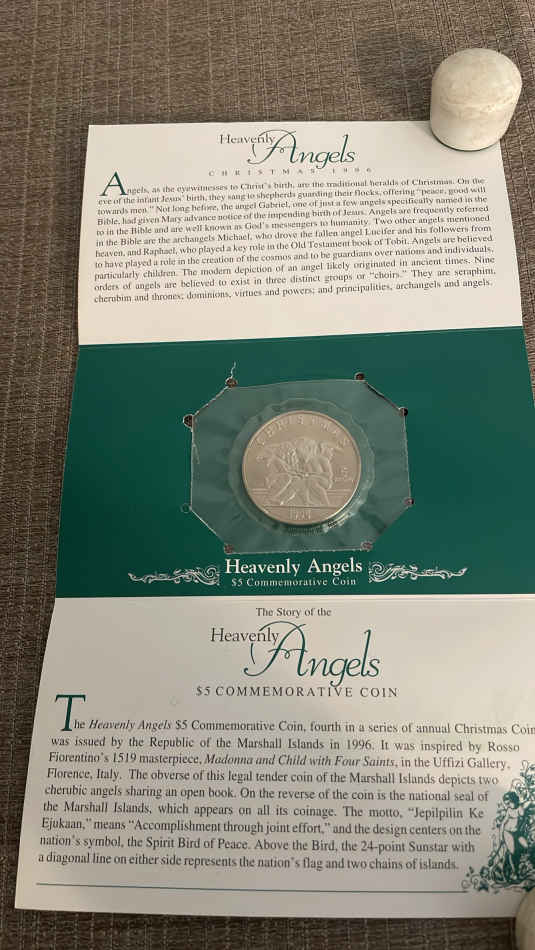 Heavenly Angels
CHRISTMAS 1996
Angels, as the eyewitnesses to Christ's birth, are the traditional heralds of Christmas. On the
eve of the infant Jesus' birth, they sang to shepherds guarding their flocks, offering "peace, good will
towards men." Not long before, the angel Gabriel, one of just a few angels specifically named in the
Bible, had given Mary advance notice of the impending birth of Jesus. Angels are frequently referred
to in the Bible and are well known as God's messengers to humanity. Two other angels mentioned
in the Bible are the archangels Michael, who drove the fallen angel Lucifer and his followers from
heaven, and Raphael, who played a key role in the Old Testament book of Tobit. Angels are believed
to have played a role in the creation of the cosmos and to be guardians over nations and individuals,
particularly children. The modern depiction of an angel likely originated in ancient times. Nine
orders of angels are believed to exist in three distinct groups or "choirs." They are seraphim,
cherubim and thrones; dominions, virtues and powers; and principalities, archangels and angels.
CHRISTMAS
1996
Heavenly Angels
$5 Commemorative Coin
The Story of the
Heavenly Angels
$5 COMMEMORATIVE COIN
The Heavenly Angels $5 Commemorative Coin, fourth in a series of annual Christmas Coin
was issued by the Republic of the Marshall Islands in 1996. It was inspired by Rosso
Fiorentino's 1519 masterpiece, Madonna and Child with Four Saints, in the Uffizi Gallery,
Florence, Italy. The obverse of this legal tender coin of the Marshall Islands depicts two
cherubic angels sharing an open book. On the reverse of the coin is the national seal of
the Marshall Islands, which appears on all its coinage. The motto, "Jepilpilin Ke
Ejukaan," means "Accomplishment through joint effort," and the design centers on the
nation's symbol, the Spirit Bird of Peace. Above the Bird, the 24-point Sunstar with
a diagonal line on either side represents the nation's flag and two chains of islands.